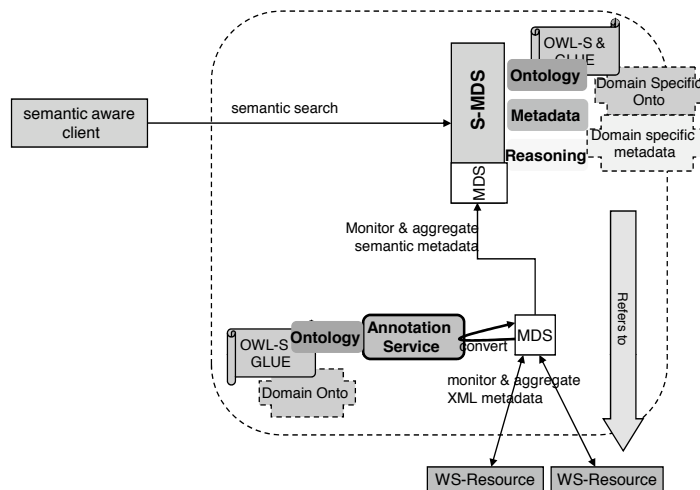 OWL-S &
GLUE
Ontology
Domain Specific
Onto
semantic aware
client
semantic search
S-MDS
Metadata
Domain specific
metadata
Reasoning
MDS
Monitor & aggregate
semantic metadata
Refers to
OWL-S
GLUE
Ontology
Annotation
Service
convert
MDS
Domain Onto
monitor & aggregate
XML metadata
WS-Resource
WS-Resource